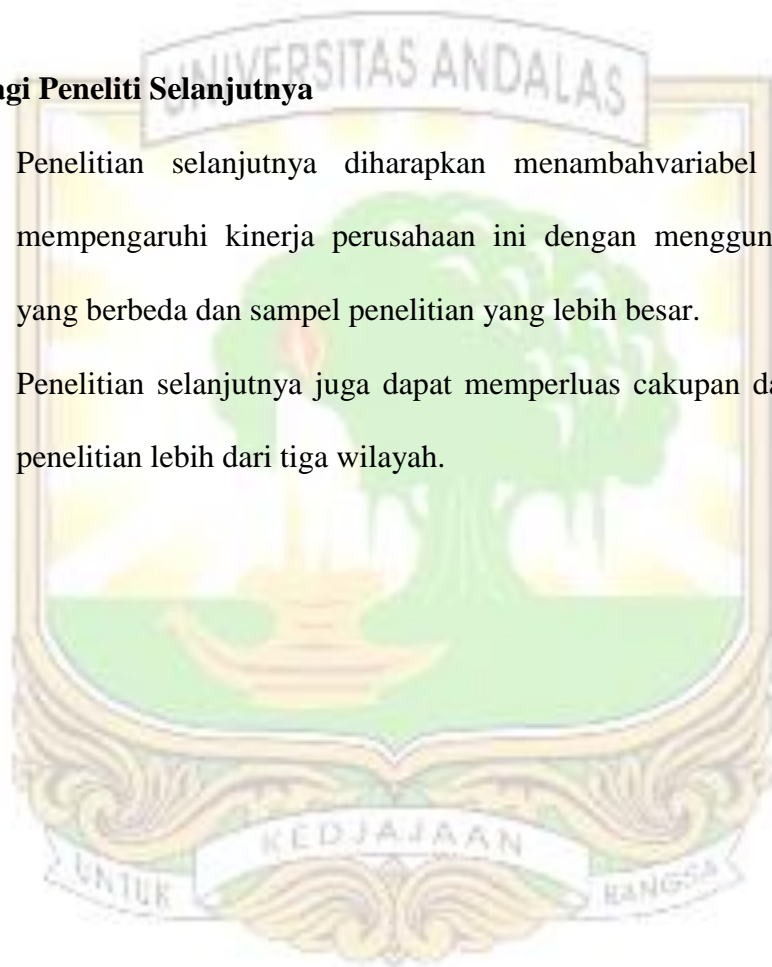 UNIVERSITAS ANDALAS
agi Peneliti Selanjutnya
Penelitian selanjutnya diharapkan menambahvariabel
mempengaruhi kinerja perusahaan ini dengan menggun
yang berbeda dan sampel penelitian yang lebih besar.
Penelitian selanjutnya juga dapat memperluas cakupan da
penelitian lebih dari tiga wilayah.
KEDJAJAAN
UNTUK BANGSA